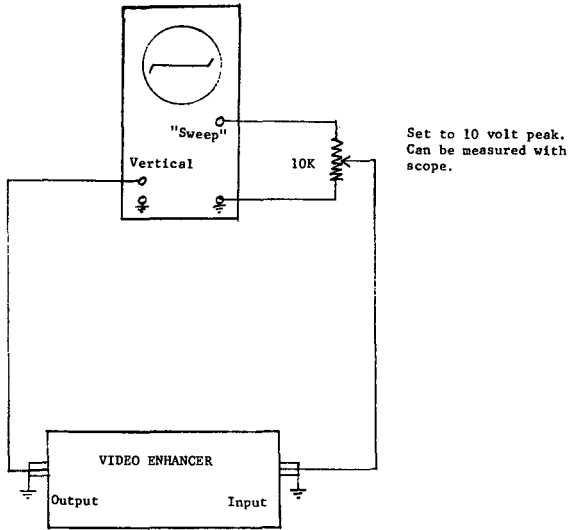 "Sweep"
Vertical
10K
Set to 10 volt peak.
Can be measured with
scope.
VIDEO ENHANCER
Output
Input